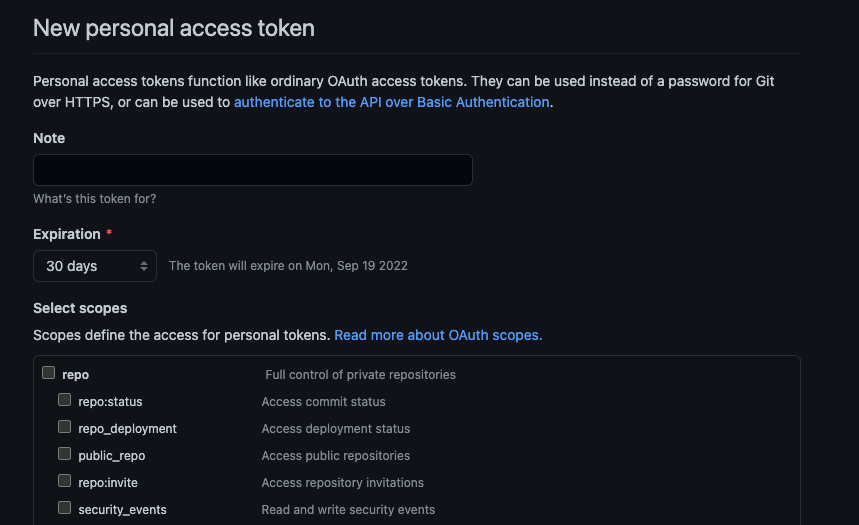 New personal access token
Personal access tokens function like ordinary OAuth access tokens. They can be used instead of a password for Git
over HTTPS, or can be used to authenticate to the API over Basic Authentication.
Note
What's this token for?
Expiration *
30 days The token will expire on Mon, Sep 19 2022
Select scopes
Scopes define the access for personal tokens. Read more about OAuth scopes.
repo Full control of private repositories
repo:status Access commit status
repo_deployment Access deployment status
public_repo Access public repositories
repo:invite Access repository invitations
security_events Read and write security events